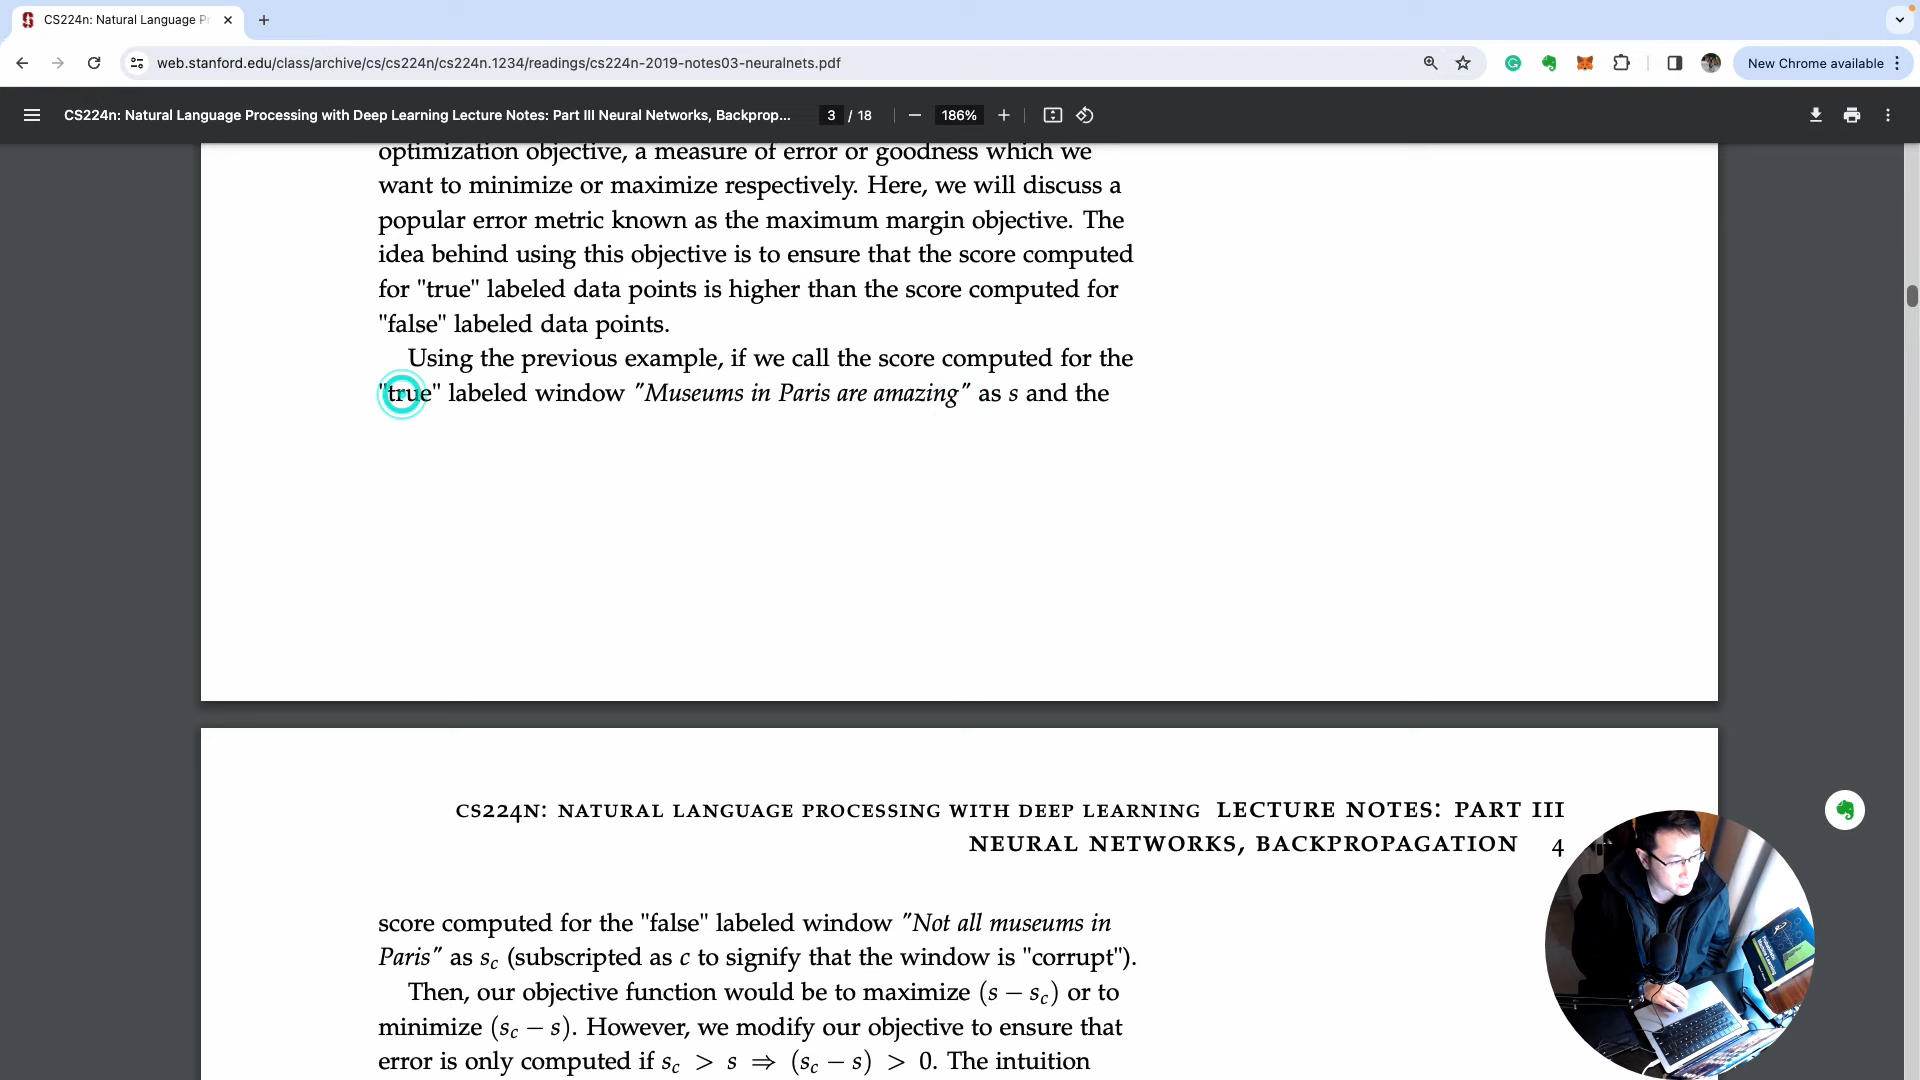 CS224n: Natural Language Pr
web.stanford.edu/class/archive/cs/cs224n/cs224n.1234/readings/cs224n-2019-notes03-neuralnets.pdf
New Chrome available
CS224n: Natural Language Processing with Deep Learning Lecture Notes: Part III Neural Networks, Backprop...
3 / 18
186%
optimization objective, a measure of error or goodness which we
want to minimize or maximize respectively. Here, we will discuss a
popular error metric known as the maximum margin objective. The
idea behind using this objective is to ensure that the score computed
for "true" labeled data points is higher than the score computed for
"false" labeled data points.
Using the previous example, if we call the score computed for the
"true" labeled window "Museums in Paris are amazing" as s and the
CS224N: NATURAL LANGUAGE PROCESSING WITH DEEP LEARNING LECTURE NOTES: PART III
NEURAL NETWORKS, BACKPROPAGATION 4
score computed for the "false" labeled window "Not all museums in
Paris" as s_c (subscripted as c to signify that the window is "corrupt").
Then, our objective function would be to maximize (s − s_c) or to
minimize (s_c − s). However, we modify our objective to ensure that
error is only computed if s_c > s ⇒ (s_c − s) > 0. The intuition